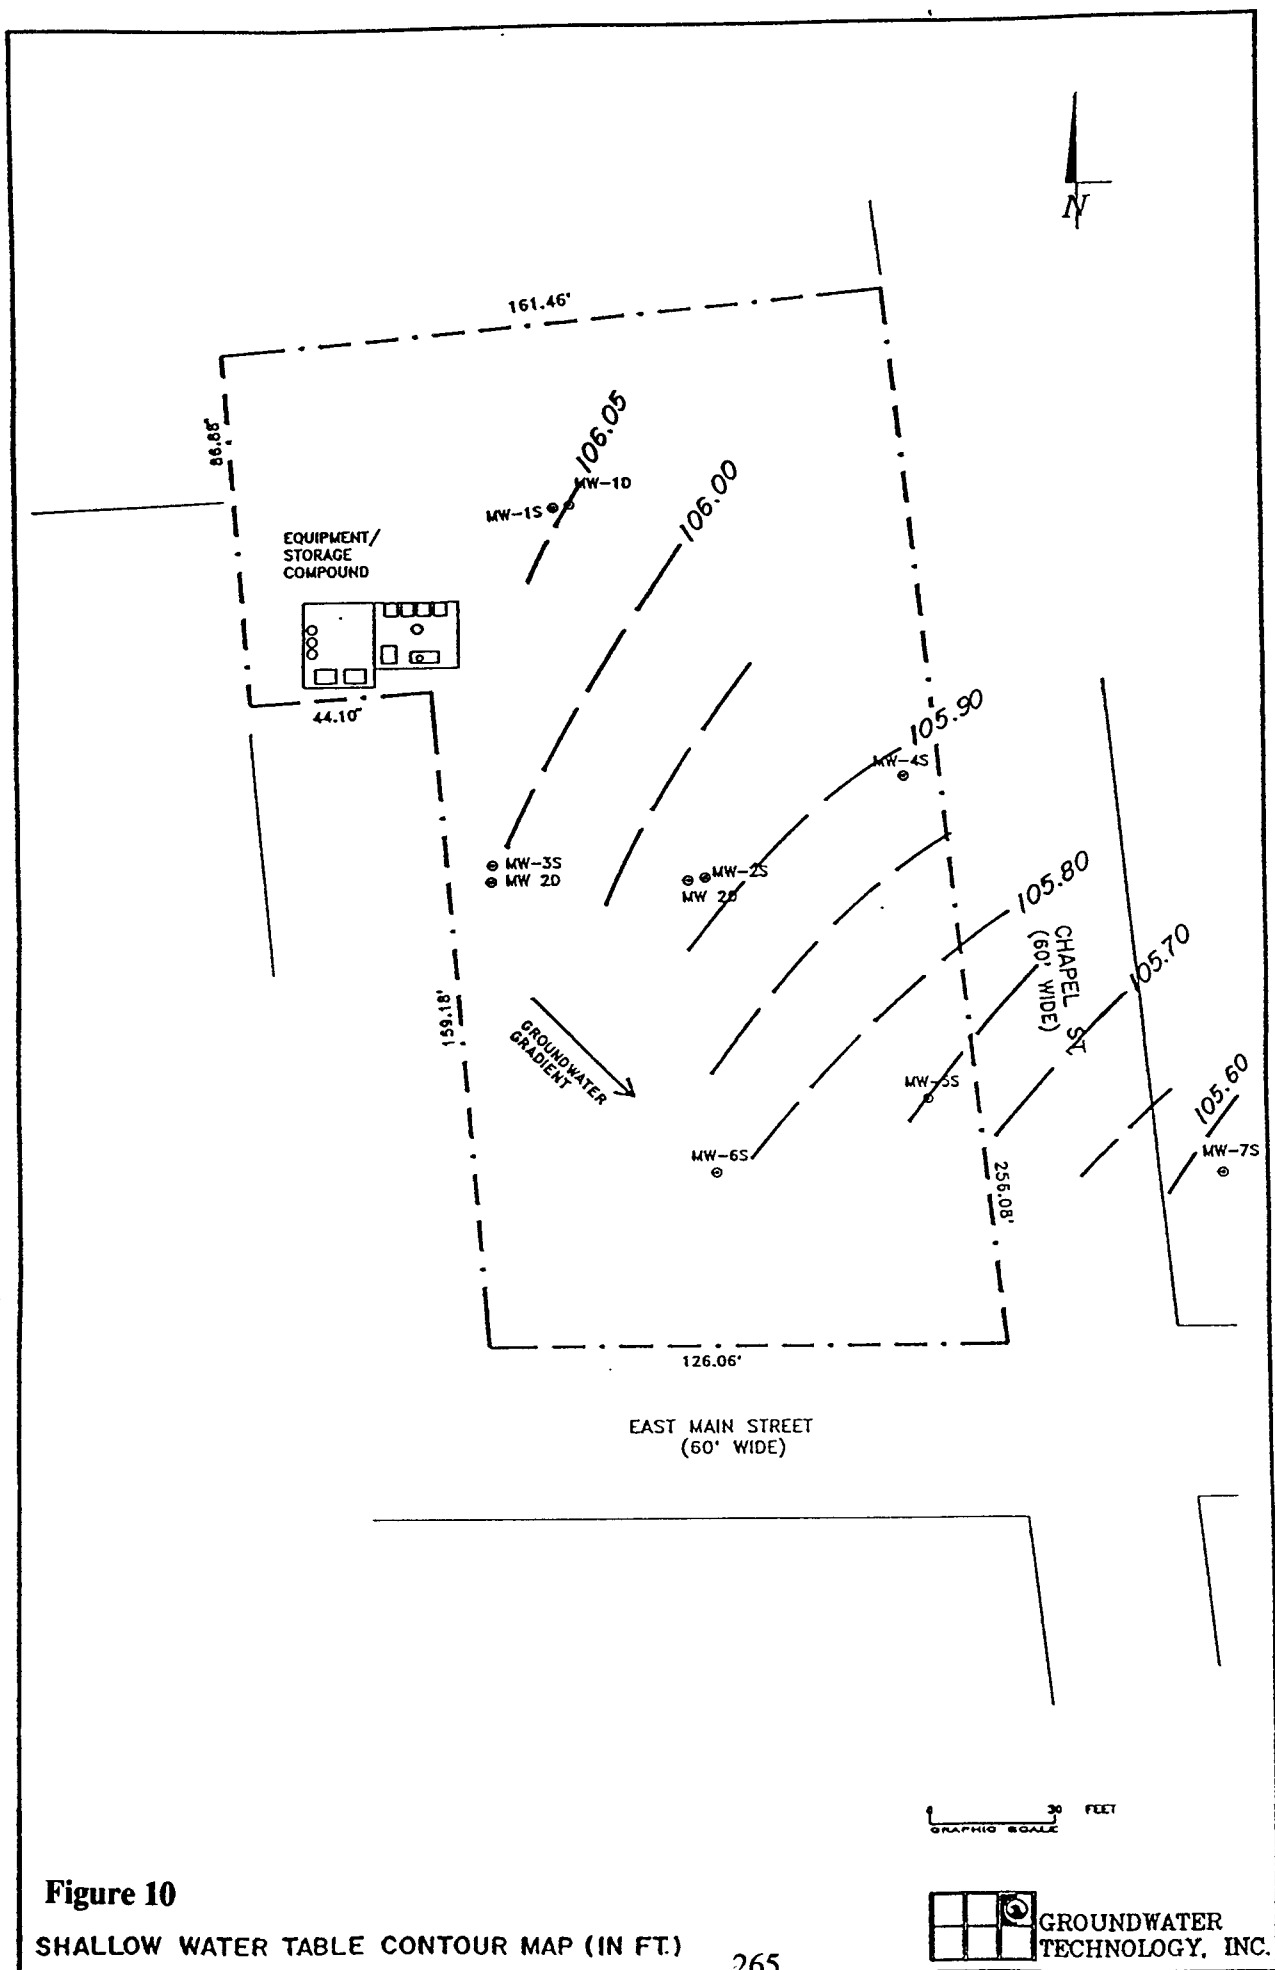 N
161.46'
86.88'
106.05
MW-1D
MW-1S
106.00
EQUIPMENT/
STORAGE
COMPOUND
44.10'
105.90
MW-4S
MW-3S
MW 2D
MW-2S
MW 2D
105.80
CHAPEL ST.
(60' WIDE)
105.70
159.18'
GROUNDWATER
GRADIENT
MW-5S
105.60
MW-6S
MW-7S
256.08'
126.06'
EAST MAIN STREET
(60' WIDE)
30 FEET
GRAPHIC SCALE
Figure 10
SHALLOW WATER TABLE CONTOUR MAP (IN FT.)
265
GROUNDWATER
TECHNOLOGY, INC.